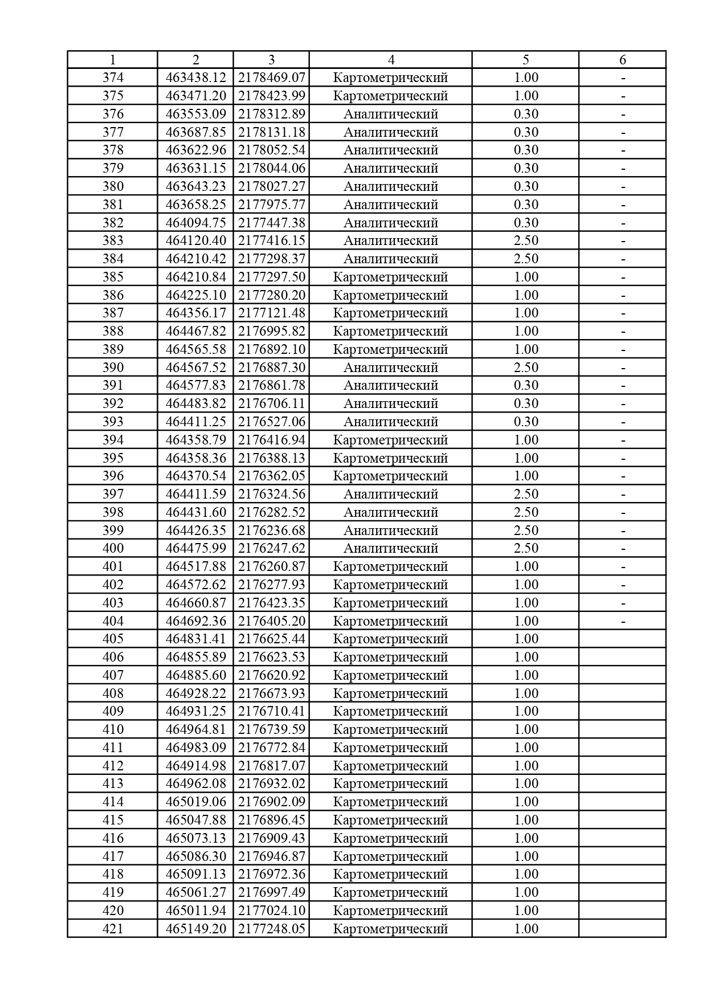 1 2 3 4 5 6
374 463438.12 2178469.07 Картометрический 1.00 -
375 463471.20 2178423.99 Картометрический 1.00 -
376 463553.09 2178312.89 Аналитический 0.30 -
377 463687.85 2178131.18 Аналитический 0.30 -
378 463622.96 2178052.54 Аналитический 0.30 -
379 463631.15 2178044.06 Аналитический 0.30 -
380 463643.23 2178027.27 Аналитический 0.30 -
381 463658.25 2177975.77 Аналитический 0.30 -
382 464094.75 2177447.38 Аналитический 0.30 -
383 464120.40 2177416.15 Аналитический 2.50 -
384 464210.42 2177298.37 Аналитический 2.50 -
385 464210.84 2177297.50 Картометрический 1.00 -
386 464225.10 2177280.20 Картометрический 1.00 -
387 464356.17 2177121.48 Картометрический 1.00 -
388 464467.82 2176995.82 Картометрический 1.00 -
389 464565.58 2176892.10 Картометрический 1.00 -
390 464567.52 2176887.30 Аналитический 2.50 -
391 464577.83 2176861.78 Аналитический 0.30 -
392 464483.82 2176706.11 Аналитический 0.30 -
393 464411.25 2176527.06 Аналитический 0.30 -
394 464358.79 2176416.94 Картометрический 1.00 -
395 464358.36 2176388.13 Картометрический 1.00 -
396 464370.54 2176362.05 Картометрический 1.00 -
397 464411.59 2176324.56 Аналитический 2.50 -
398 464431.60 2176282.52 Аналитический 2.50 -
399 464426.35 2176236.68 Аналитический 2.50 -
400 464475.99 2176247.62 Аналитический 2.50 -
401 464517.88 2176260.87 Картометрический 1.00 -
402 464572.62 2176277.93 Картометрический 1.00 -
403 464660.87 2176423.35 Картометрический 1.00 -
404 464692.36 2176405.20 Картометрический 1.00 -
405 464831.41 2176625.44 Картометрический 1.00
406 464855.89 2176623.53 Картометрический 1.00
407 464885.60 2176620.92 Картометрический 1.00
408 464928.22 2176673.93 Картометрический 1.00
409 464931.25 2176710.41 Картометрический 1.00
410 464964.81 2176739.59 Картометрический 1.00
411 464983.09 2176772.84 Картометрический 1.00
412 464914.98 2176817.07 Картометрический 1.00
413 464962.08 2176932.02 Картометрический 1.00
414 465019.06 2176902.09 Картометрический 1.00
415 465047.88 2176896.45 Картометрический 1.00
416 465073.13 2176909.43 Картометрический 1.00
417 465086.30 2176946.87 Картометрический 1.00
418 465091.13 2176972.36 Картометрический 1.00
419 465061.27 2176997.49 Картометрический 1.00
420 465011.94 2177024.10 Картометрический 1.00
421 465149.20 2177248.05 Картометрический 1.00